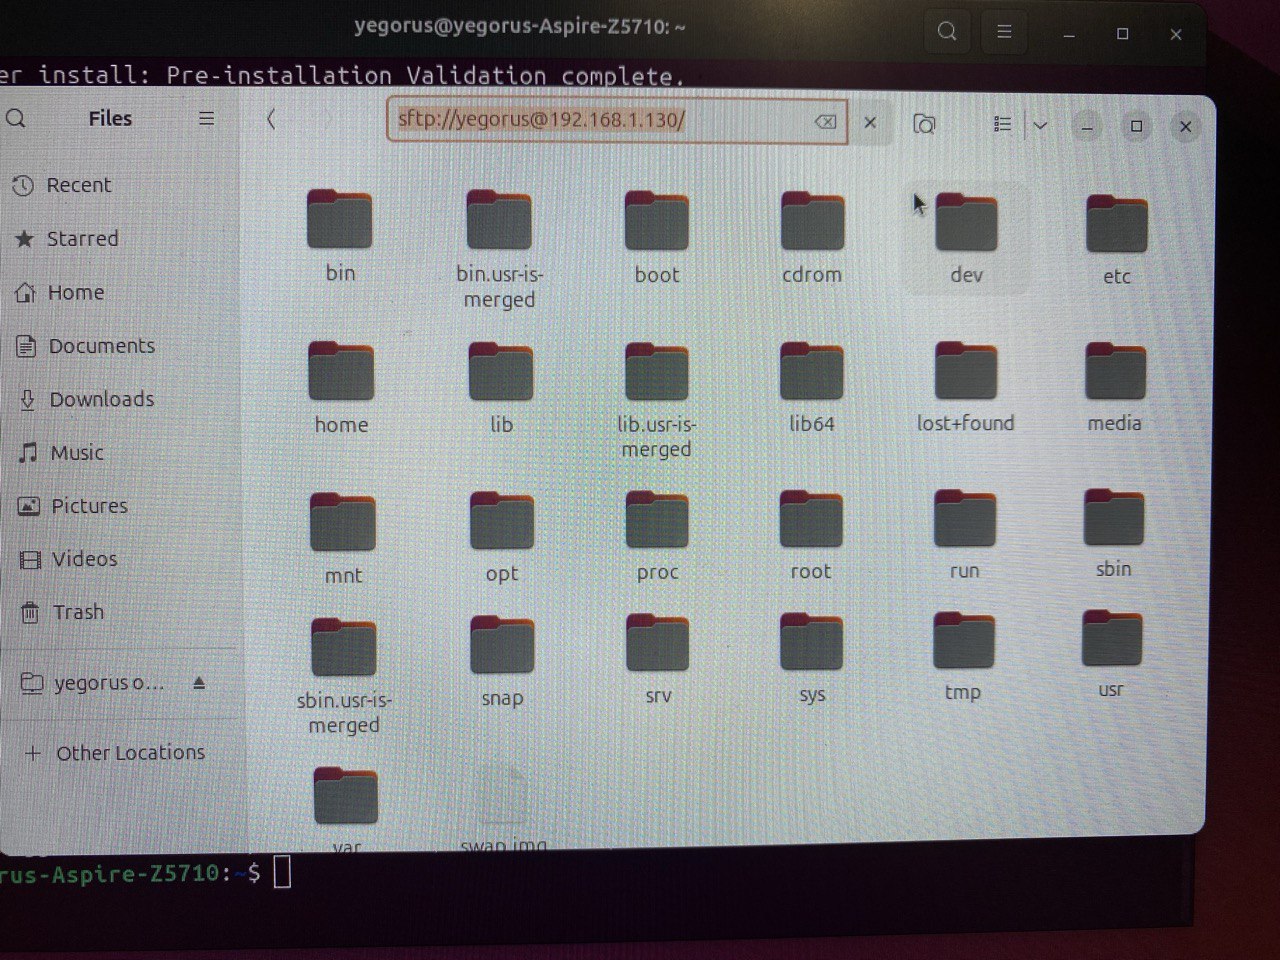 yegorus@yegorus-Aspire-Z5710: ~
er install: Pre-installation Validation complete.
Files
sftp://yegorus@192.168.1.130/
Recent
Starred
Home
Documents
Downloads
Music
Pictures
Videos
Trash
yegorus o...
Other Locations
bin
bin.usr-is-
merged
boot
cdrom
dev
etc
home
lib
lib.usr-is-
merged
lib64
lost+found
media
mnt
opt
proc
root
run
sbin
sbin.usr-is-
merged
snap
srv
sys
tmp
usr
var
swap.img
rus-Aspire-Z5710:~$